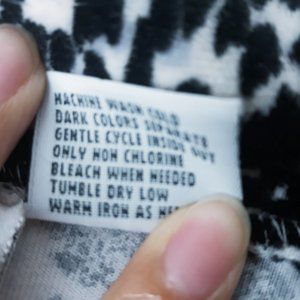 MACHINE WASH COLD
DARK COLORS SEPARATE
GENTLE CYCLE INSIDE OUT
ONLY NON CHLORINE
BLEACH WHEN NEEDED
TUMBLE DRY LOW
WARM IRON AS